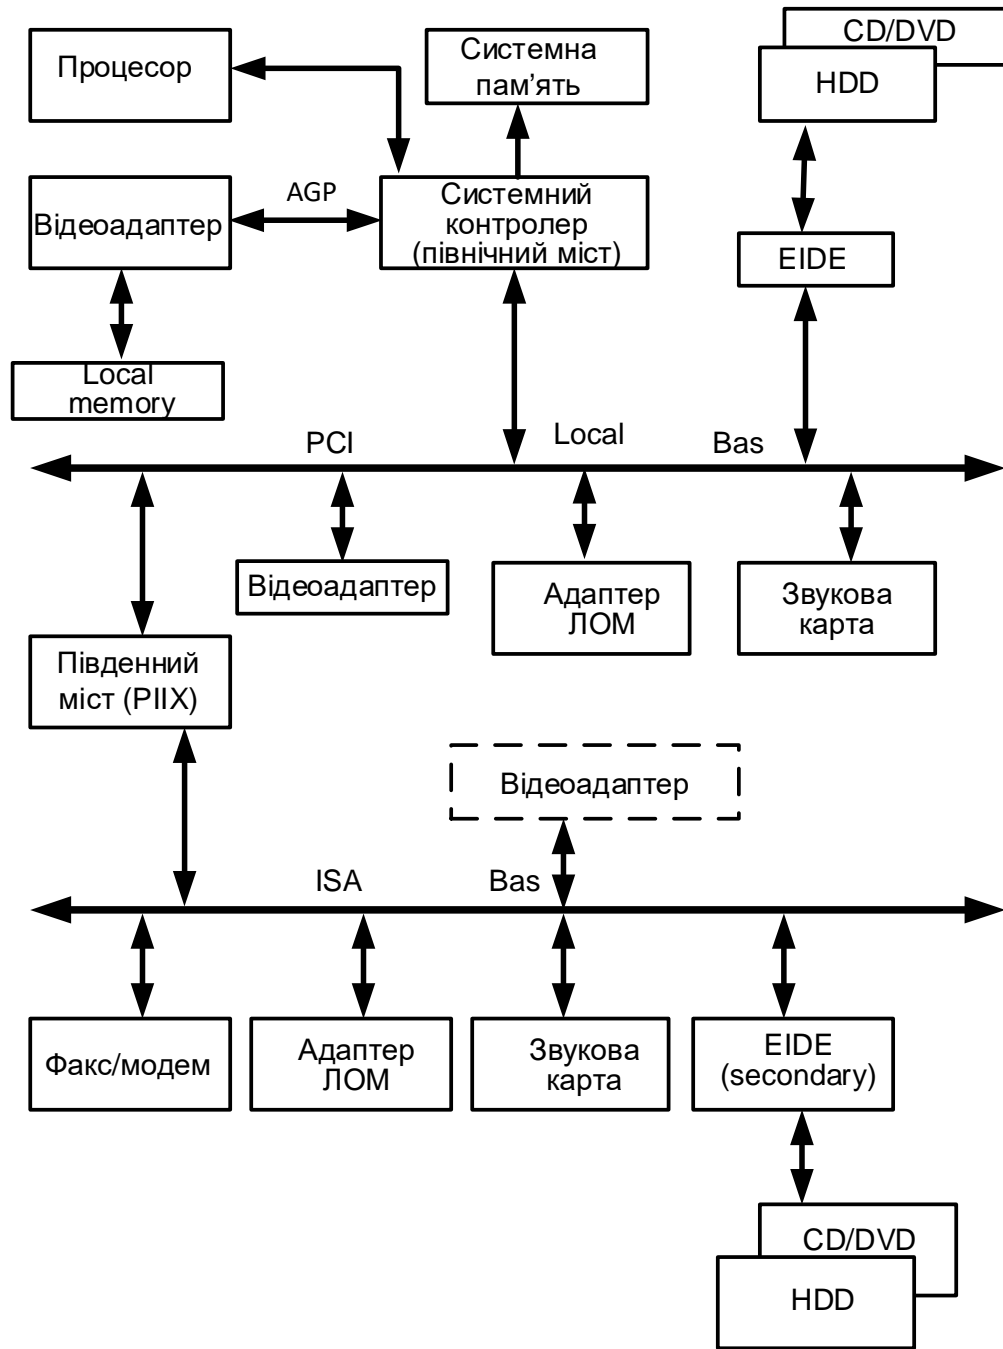 CD/DVD
HDD
Процесор
Системна
пам’ять
AGP
Відеоадаптер
Системний
контролер
(північний міст)
EIDE
Local
memory
PCI Local Bas
Відеоадаптер
Адаптер
ЛОМ
Звукова
карта
Південний
міст (PIIX)
Відеоадаптер
ISA Bas
Факс/модем
Адаптер
ЛОМ
Звукова
карта
EIDE
(secondary)
CD/DVD
HDD